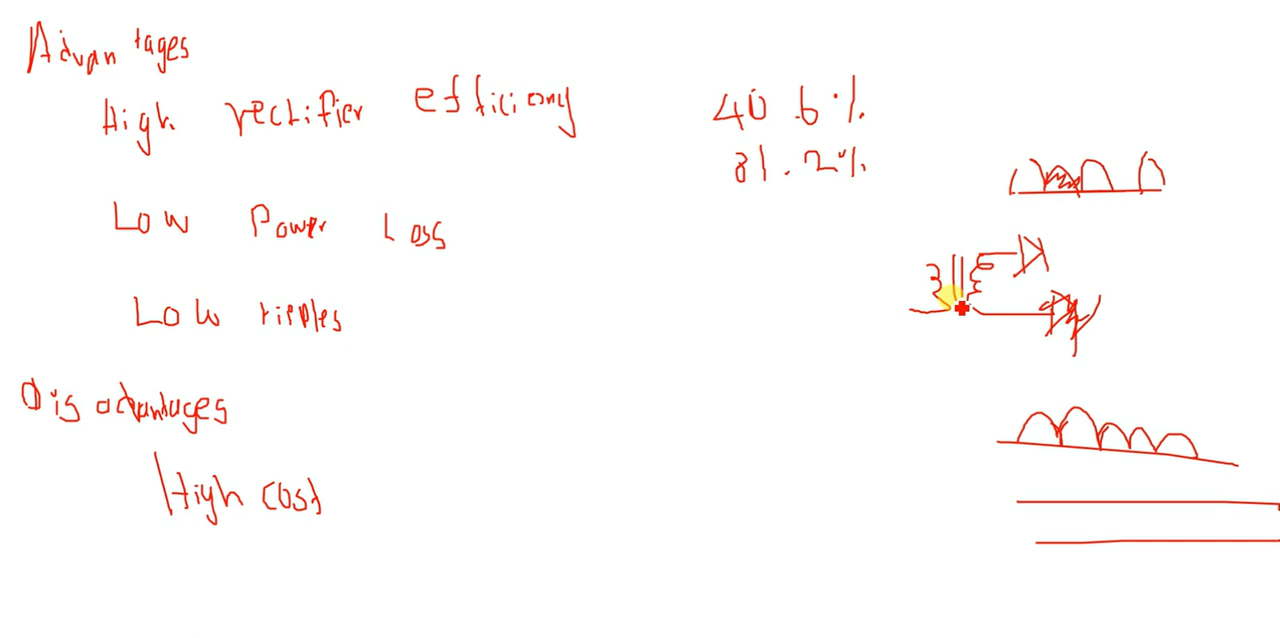 Advantages
High rectifier efficiency
40.6%
81.2%
Low Power Loss
Low ripples
Disadvantages
High cost